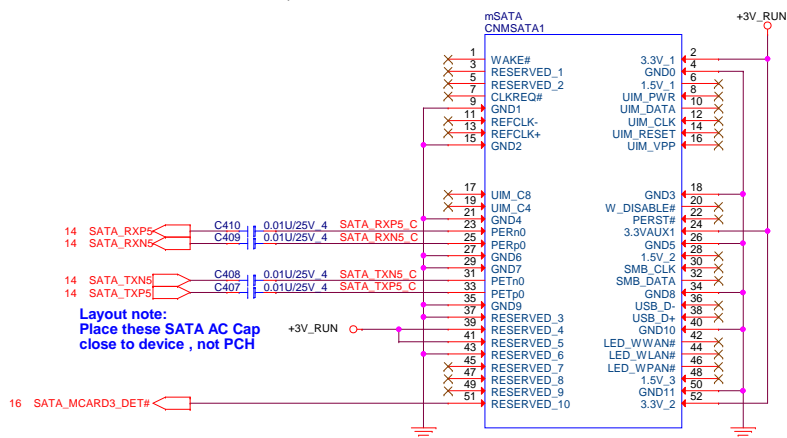 mSATA
CNMSATA1
+3V_RUN
1 WAKE# 3.3V_1 2
3 RESERVED_1 GND0 4
5 RESERVED_2 1.5V_1 6
7 CLKREQ# UIM_PWR 8
9 GND1 UIM_DATA 10
11 REFCLK- UIM_CLK 12
13 REFCLK+ UIM_RESET 14
15 GND2 UIM_VPP 16
17 UIM_C8 GND3 18
19 UIM_C4 W_DISABLE# 20
21 GND4 PERST# 22
14 SATA_RXP5 C410 0.01U/25V_4 SATA_RXP5_C 23 PERn0 3.3VAUX1 24
14 SATA_RXN5 C409 0.01U/25V_4 SATA_RXN5_C 25 PERp0 GND5 26
27 GND6 1.5V_2 28
29 GND7 SMB_CLK 30
14 SATA_TXN5 C408 0.01U/25V_4 SATA_TXN5_C 31 PETn0 SMB_DATA 32
14 SATA_TXP5 C407 0.01U/25V_4 SATA_TXP5_C 33 PETp0 GND8 34
35 GND9 USB_D- 36
37 RESERVED_3 USB_D+ 38
39 RESERVED_4 GND10 40
41 RESERVED_5 LED_WWAN# 42
43 RESERVED_6 LED_WLAN# 44
45 RESERVED_7 LED_WPAN# 46
47 RESERVED_8 1.5V_3 48
49 RESERVED_9 GND11 50
51 RESERVED_10 3.3V_2 52
Layout note:
Place these SATA AC Cap
close to device , not PCH
+3V_RUN
16 SATA_MCARD3_DET#